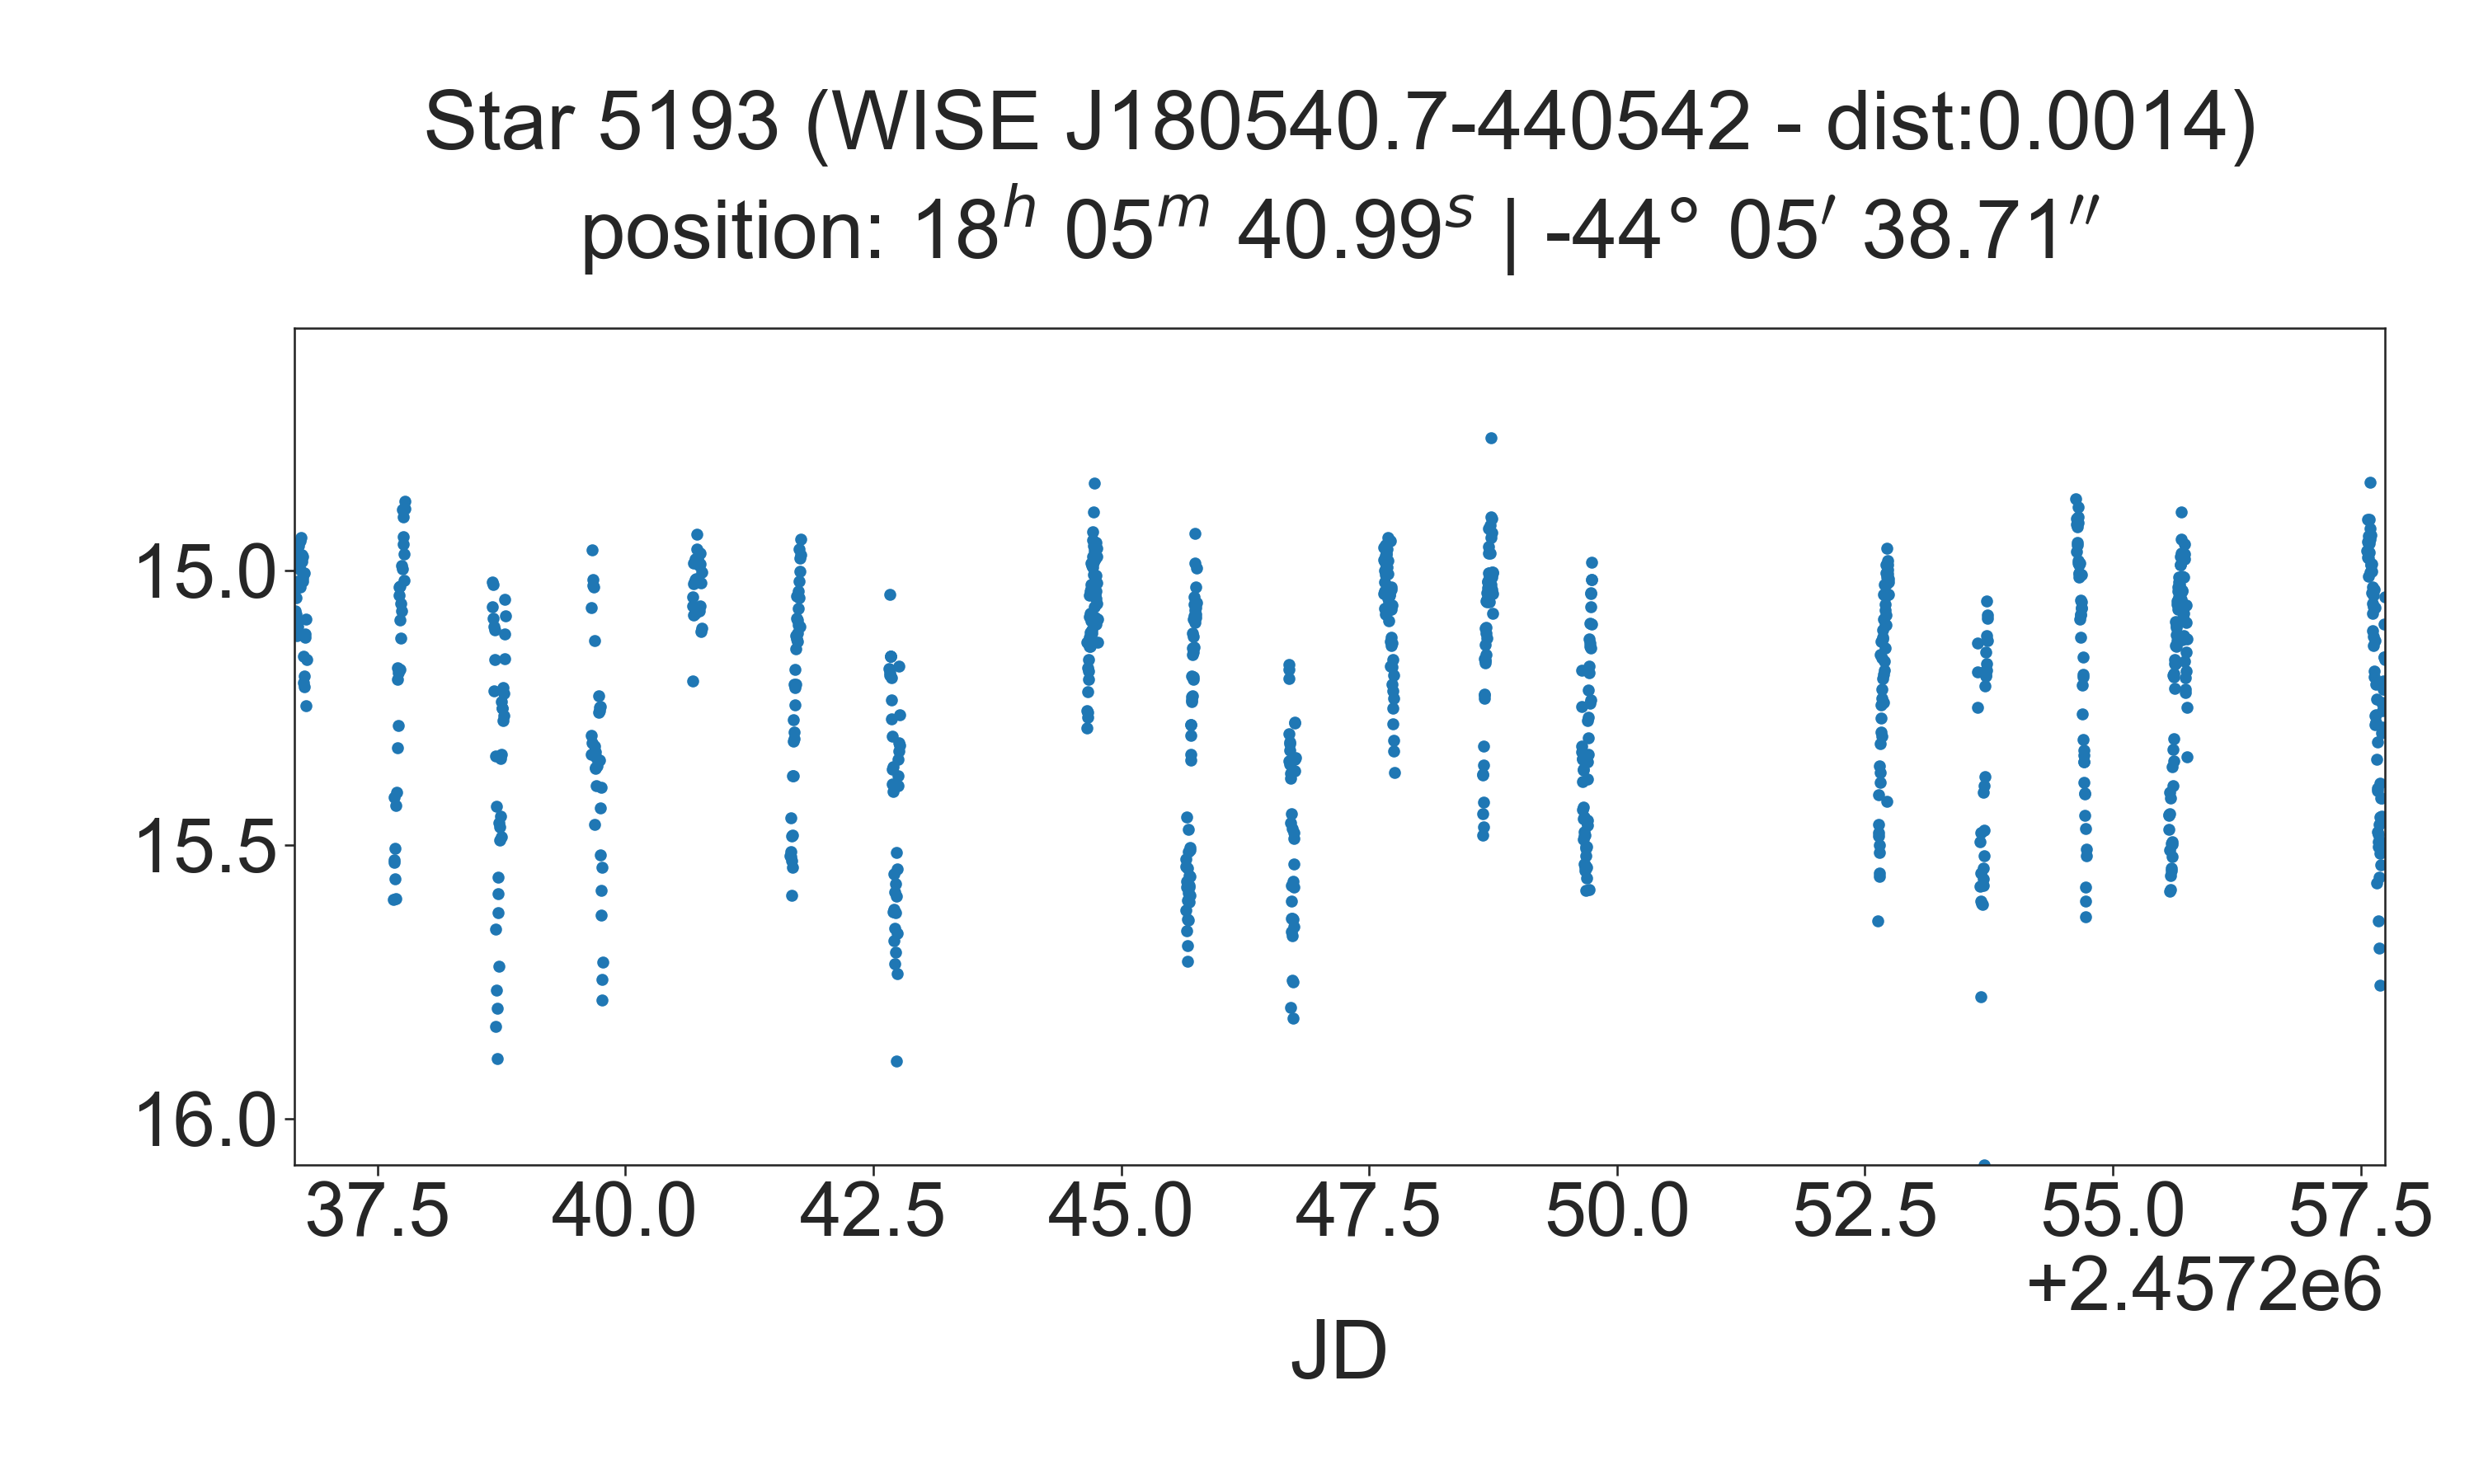 Star 5193 (WISE J180540.7-440542 - dist:0.0014)
position: 18h 05m 40.99s | -44° 05′ 38.71″
15.0
15.5
16.0
37.5 40.0 42.5 45.0 47.5 50.0 52.5 55.0 57.5
+2.4572e6
JD